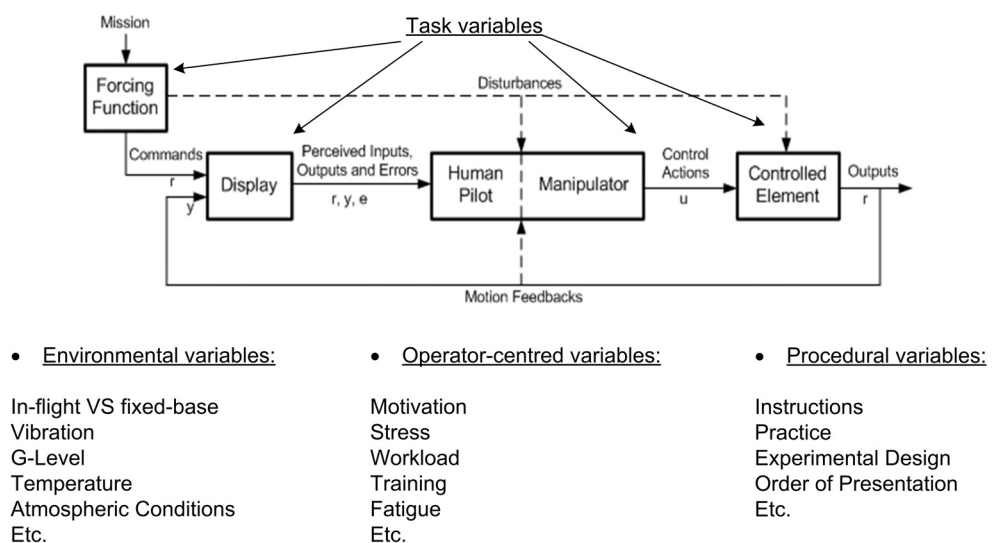 Mission
Task variables
Forcing
Function
Disturbances
Commands
r
y
Display
Perceived Inputs,
Outputs and Errors
r, y, e
Human
Pilot
Manipulator
Control
Actions
u
Controlled
Element
Outputs
r
Motion Feedbacks
• Environmental variables:
In-flight VS fixed-base
Vibration
G-Level
Temperature
Atmospheric Conditions
Etc.
• Operator-centred variables:
Motivation
Stress
Workload
Training
Fatigue
Etc.
• Procedural variables:
Instructions
Practice
Experimental Design
Order of Presentation
Etc.